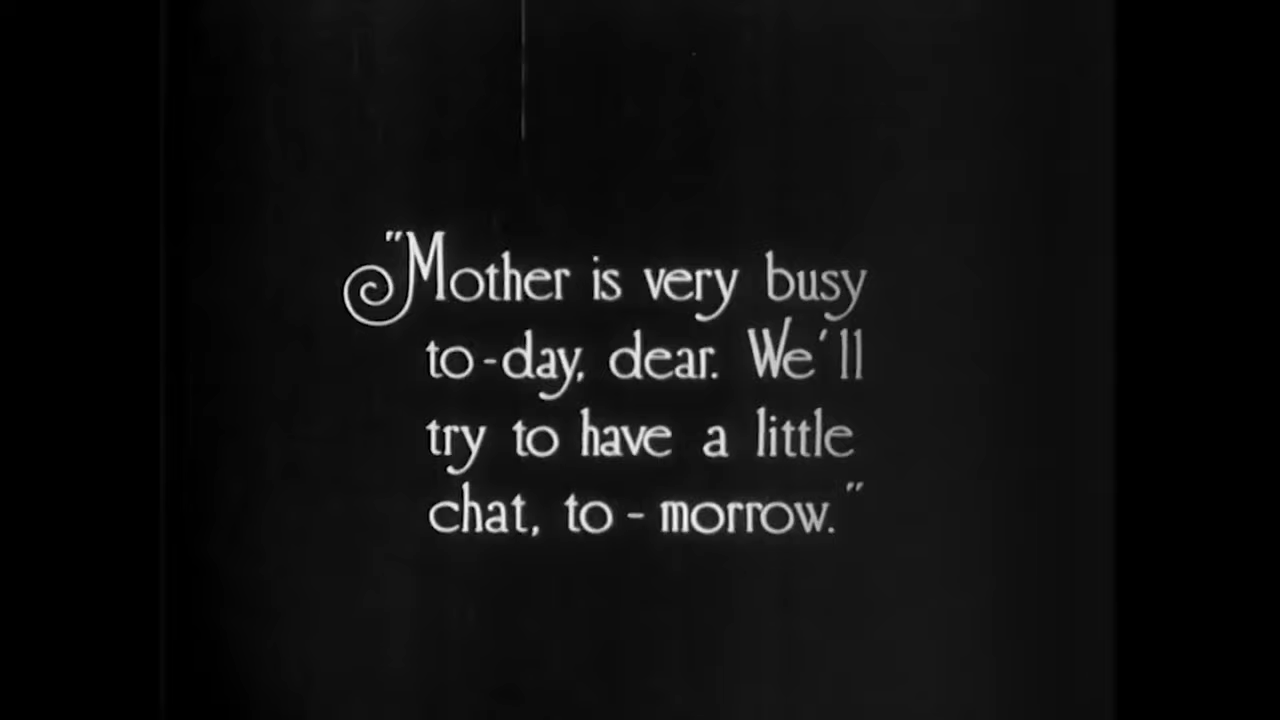 "Mother is very busy
to-day, dear. We'll
try to have a little
chat, to-morrow."